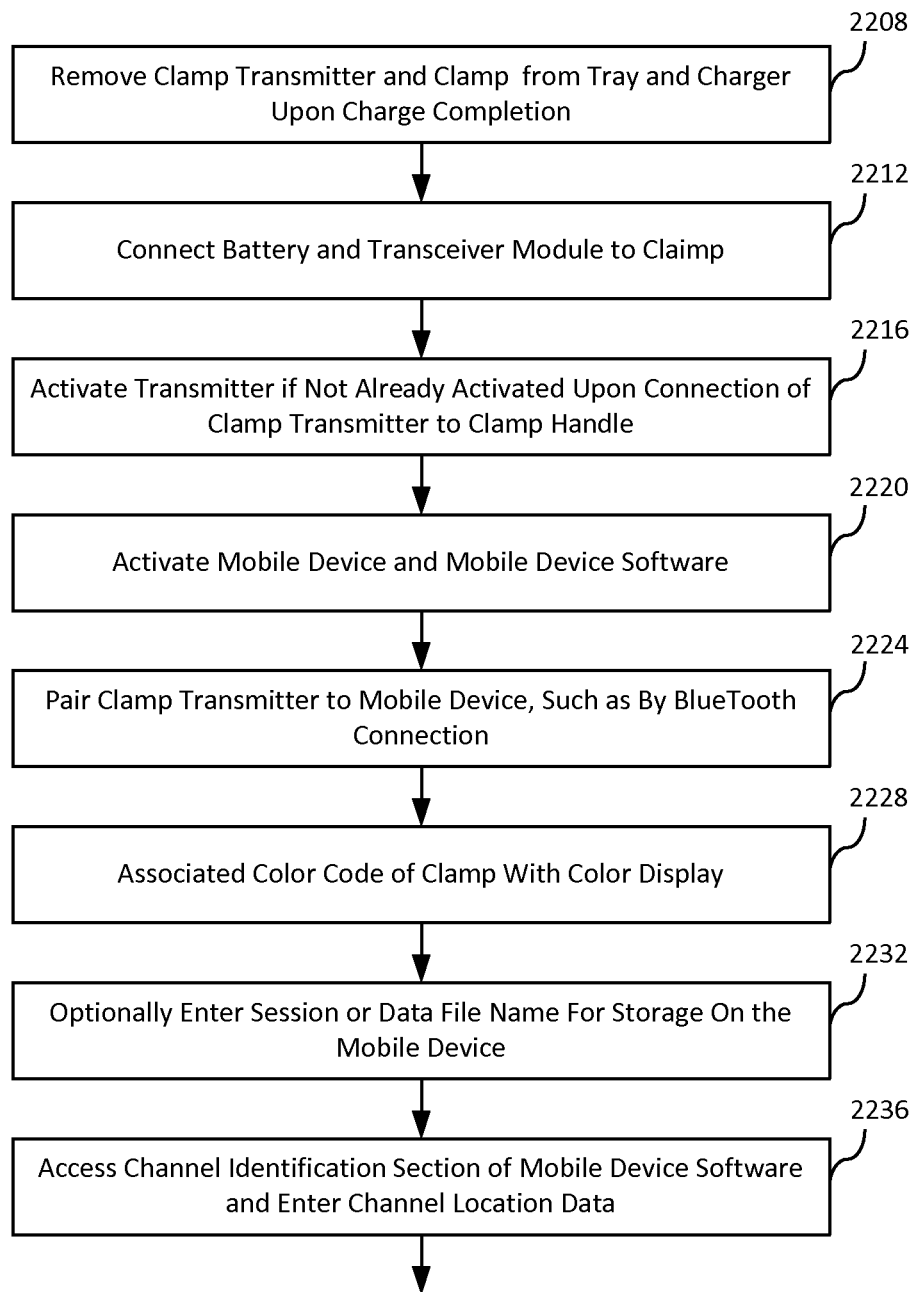 2208
Remove Clamp Transmitter and Clamp from Tray and Charger
Upon Charge Completion
2212
Connect Battery and Transceiver Module to Claimp
2216
Activate Transmitter if Not Already Activated Upon Connection of
Clamp Transmitter to Clamp Handle
2220
Activate Mobile Device and Mobile Device Software
2224
Pair Clamp Transmitter to Mobile Device, Such as By BlueTooth
Connection
2228
Associated Color Code of Clamp With Color Display
2232
Optionally Enter Session or Data File Name For Storage On the
Mobile Device
2236
Access Channel Identification Section of Mobile Device Software
and Enter Channel Location Data